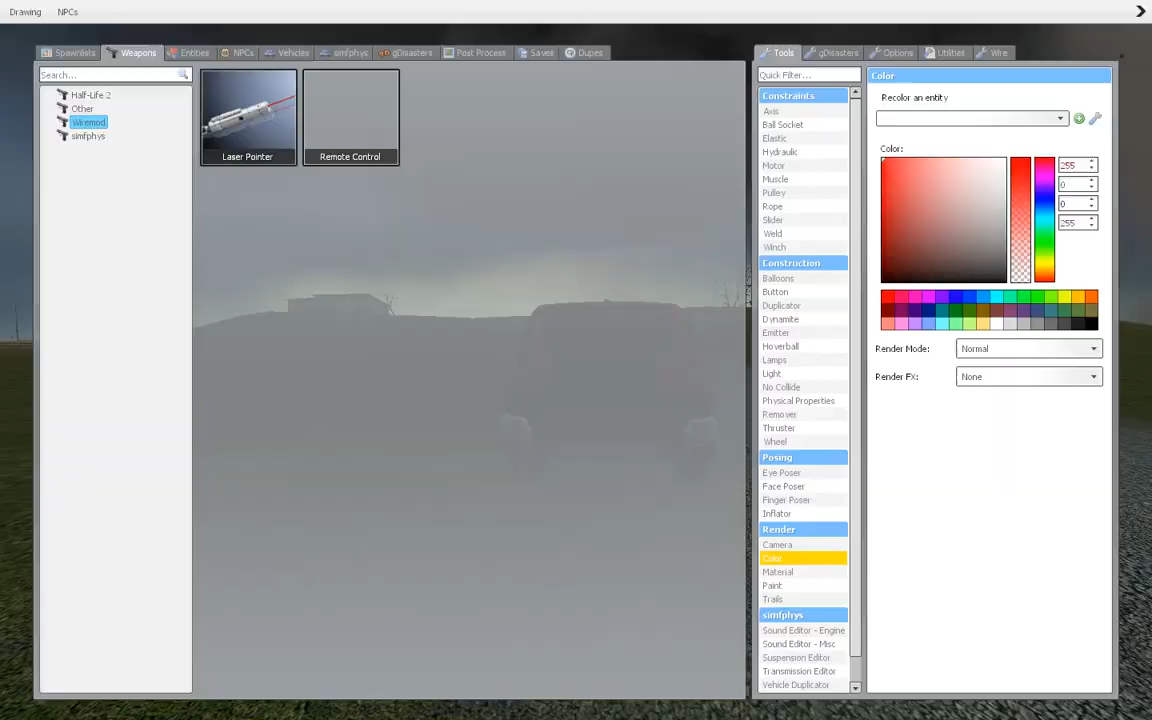 Drawing NPCs
Spawnlists Weapons Entities NPCs Vehicles simfphys gDisasters Post Process Saves Dupes
Tools gDisasters Options Utilities Wire
Search...
Half-Life 2
Other
Wiremod
simfphys
Laser Pointer
Remote Control
Quick Filter...
Constraints
Axis
Ball Socket
Elastic
Hydraulic
Motor
Muscle
Pulley
Rope
Slider
Weld
Winch
Construction
Balloons
Button
Duplicator
Dynamite
Emitter
Hoverball
Lamps
Light
No Collide
Physical Properties
Remover
Thruster
Wheel
Posing
Eye Poser
Face Poser
Finger Poser
Inflator
Render
Camera
Color
Material
Paint
Trails
simfphys
Sound Editor - Engine
Sound Editor - Misc
Suspension Editor
Transmission Editor
Vehicle Duplicator
Color
Recolor an entity
Color:
255
0
0
255
Render Mode: Normal
Render FX: None